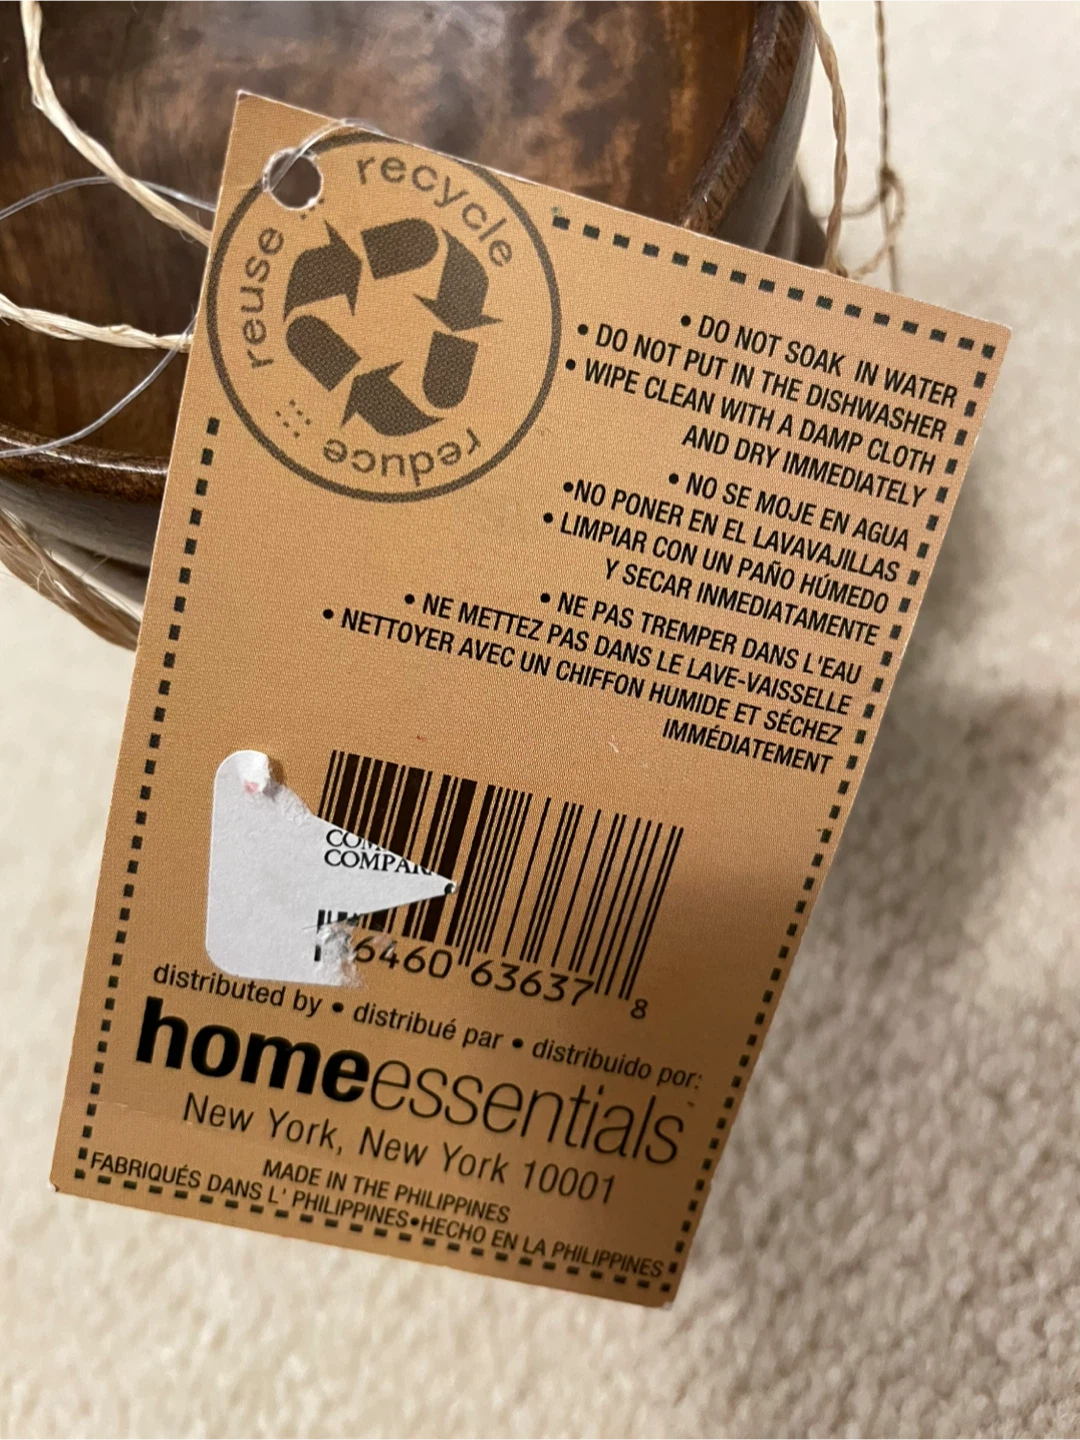 recycle
reuse
reduce
• DO NOT SOAK IN WATER
• DO NOT PUT IN THE DISHWASHER
• WIPE CLEAN WITH A DAMP CLOTH
AND DRY IMMEDIATELY
• NO SE MOJE EN AGUA
•NO PONER EN EL LAVAVAJILLAS
• LIMPIAR CON UN PAÑO HÚMEDO
Y SECAR INMEDIATAMENTE
• NE PAS TREMPER DANS L'EAU
• NE METTEZ PAS DANS LE LAVE-VAISSELLE
• NETTOYER AVEC UN CHIFFON HUMIDE ET SÉCHEZ
IMMÉDIATEMENT
6460 63637 8
distributed by • distribué par • distribuido por:
homeessentials
New York, New York 10001
MADE IN THE PHILIPPINES
FABRIQUÉS DANS L' PHILIPPINES•HECHO EN LA PHILIPPINES